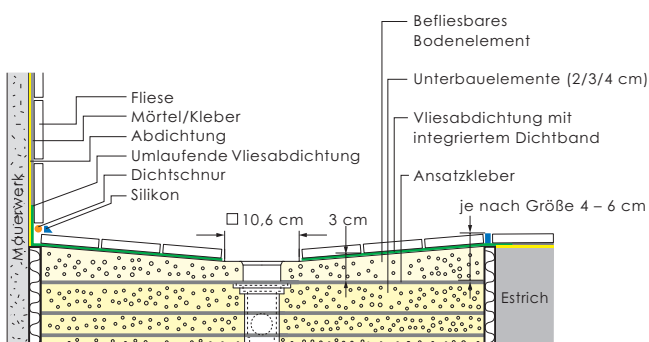 Befliesbares
Bodenelement
Unterbauelemente (2/3/4 cm)
Fliese
Mörtel/Kleber
Abdichtung
Umlaufende Vliesabdichtung
Dichtschnur
Silikon
Vliesabdichtung mit
integriertem Dichtband
Ansatzkleber
je nach Größe 4 – 6 cm
10,6 cm
3 cm
Mauerwerk
Estrich